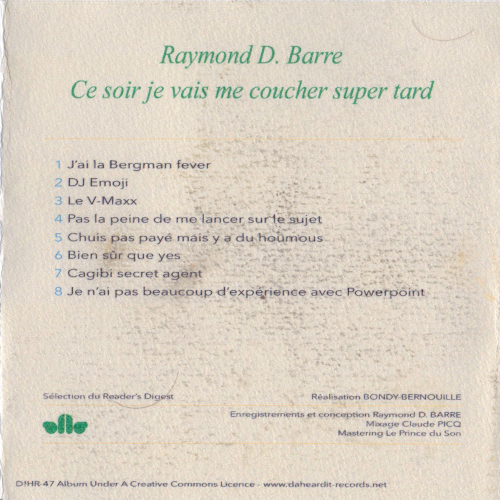 Raymond D. Barre
Ce soir je vais me coucher super tard
1 J'ai la Bergman fever
2 DJ Emoji
3 Le V-Maxx
4 Pas la peine de me lancer sur le sujet
5 Chuis pas payé mais y a du houmous
6 Bien sûr que yes
7 Cagibi secret agent
8 Je n'ai pas beaucoup d'expérience avec Powerpoint
Sélection du Reader's Digest
Réalisation BONDY-BERNOUILLE
Enregistrements et conception Raymond D. BARRE
Mixage Claude PICQ
Mastering Le Prince du Son
D!HR-47 Album Under A Creative Commons Licence - www.daheardit-records.net